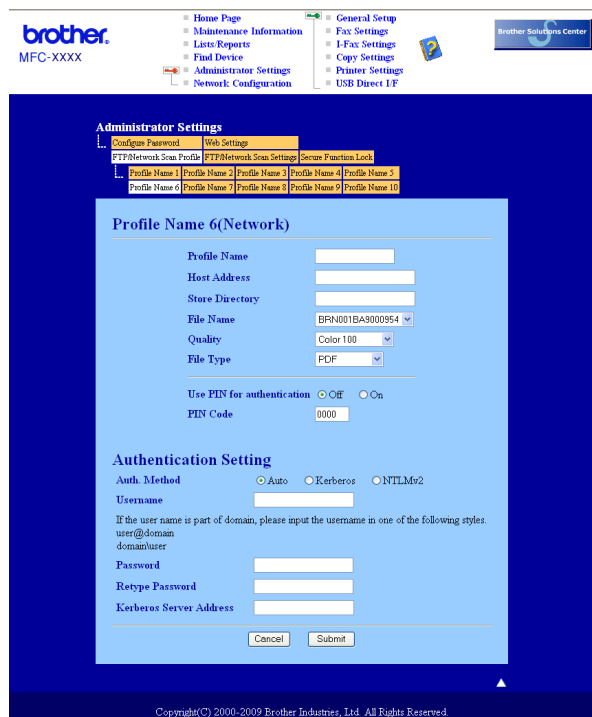 brother.
MFC-XXXX
Home Page
Maintenance Information
Lists/Reports
Find Device
Administrator Settings
Network Configuration
General Setup
Fax Settings
I-Fax Settings
Copy Settings
Printer Settings
USB Direct I/F
Brother Solutions Center
Administrator Settings
Configure Password Web Settings
FTP/Network Scan Profile FTP/Network Scan Settings Secure Function Lock
Profile Name 1 Profile Name 2 Profile Name 3 Profile Name 4 Profile Name 5
Profile Name 6 Profile Name 7 Profile Name 8 Profile Name 9 Profile Name 10
Profile Name 6(Network)
Profile Name
Host Address
Store Directory
File Name BRN001BA9000954
Quality Color 100
File Type PDF
Use PIN for authentication Off On
PIN Code 0000
Authentication Setting
Auth. Method Auto Kerberos NTLMv2
Username
If the user name is part of domain, please input the username in one of the following styles.
user@domain
domain\user
Password
Retype Password
Kerberos Server Address
Cancel Submit
Copyright(C) 2000-2009 Brother Industries, Ltd. All Rights Reserved.